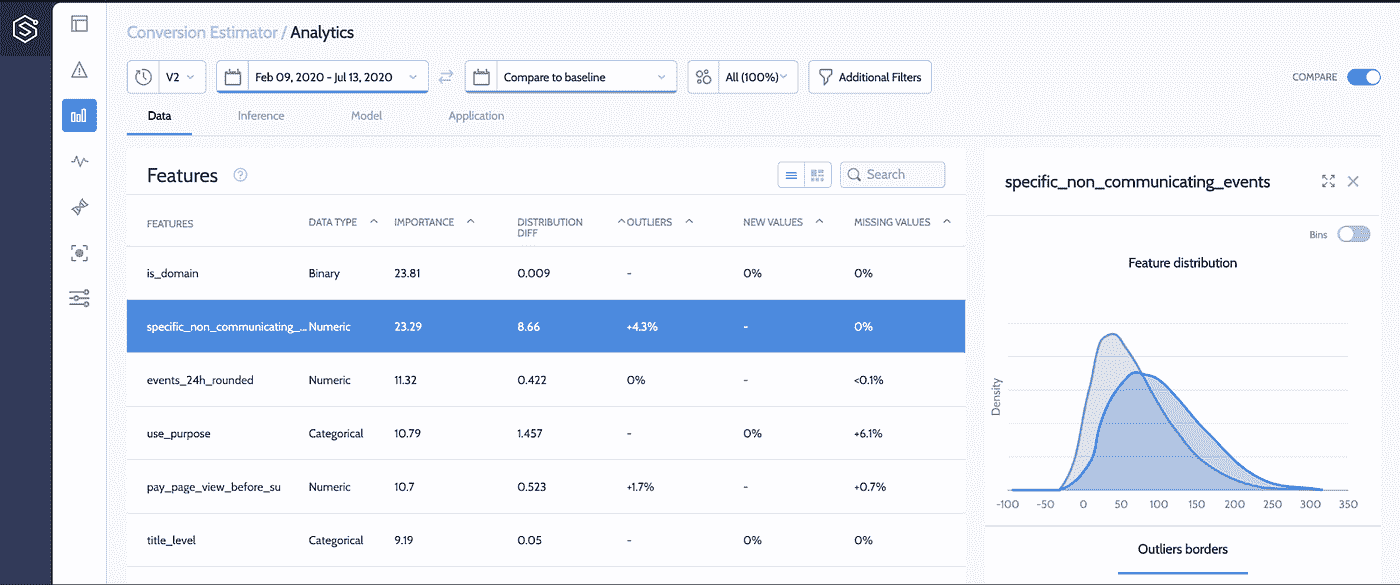 Conversion Estimator / Analytics
V2 Feb 09, 2020 - Jul 13, 2020 Compare to baseline All (100%) Additional Filters COMPARE
Data Inference Model Application
Features ? Search
FEATURES DATA TYPE IMPORTANCE DISTRIBUTION DIFF OUTLIERS NEW VALUES MISSING VALUES
is_domain Binary 23.81 0.009 - 0% 0%
specific_non_communicating_... Numeric 23.29 8.66 +4.3% - 0%
events_24h_rounded Numeric 11.32 0.422 0% - <0.1%
use_purpose Categorical 10.79 1.457 - 0% +6.1%
pay_page_view_before_su Numeric 10.7 0.523 +1.7% - +0.7%
title_level Categorical 9.19 0.05 - 0% 0%
specific_non_communicating_events
Bins
Feature distribution
Density
-100 -50 0 50 100 150 200 250 300 350
Outliers borders